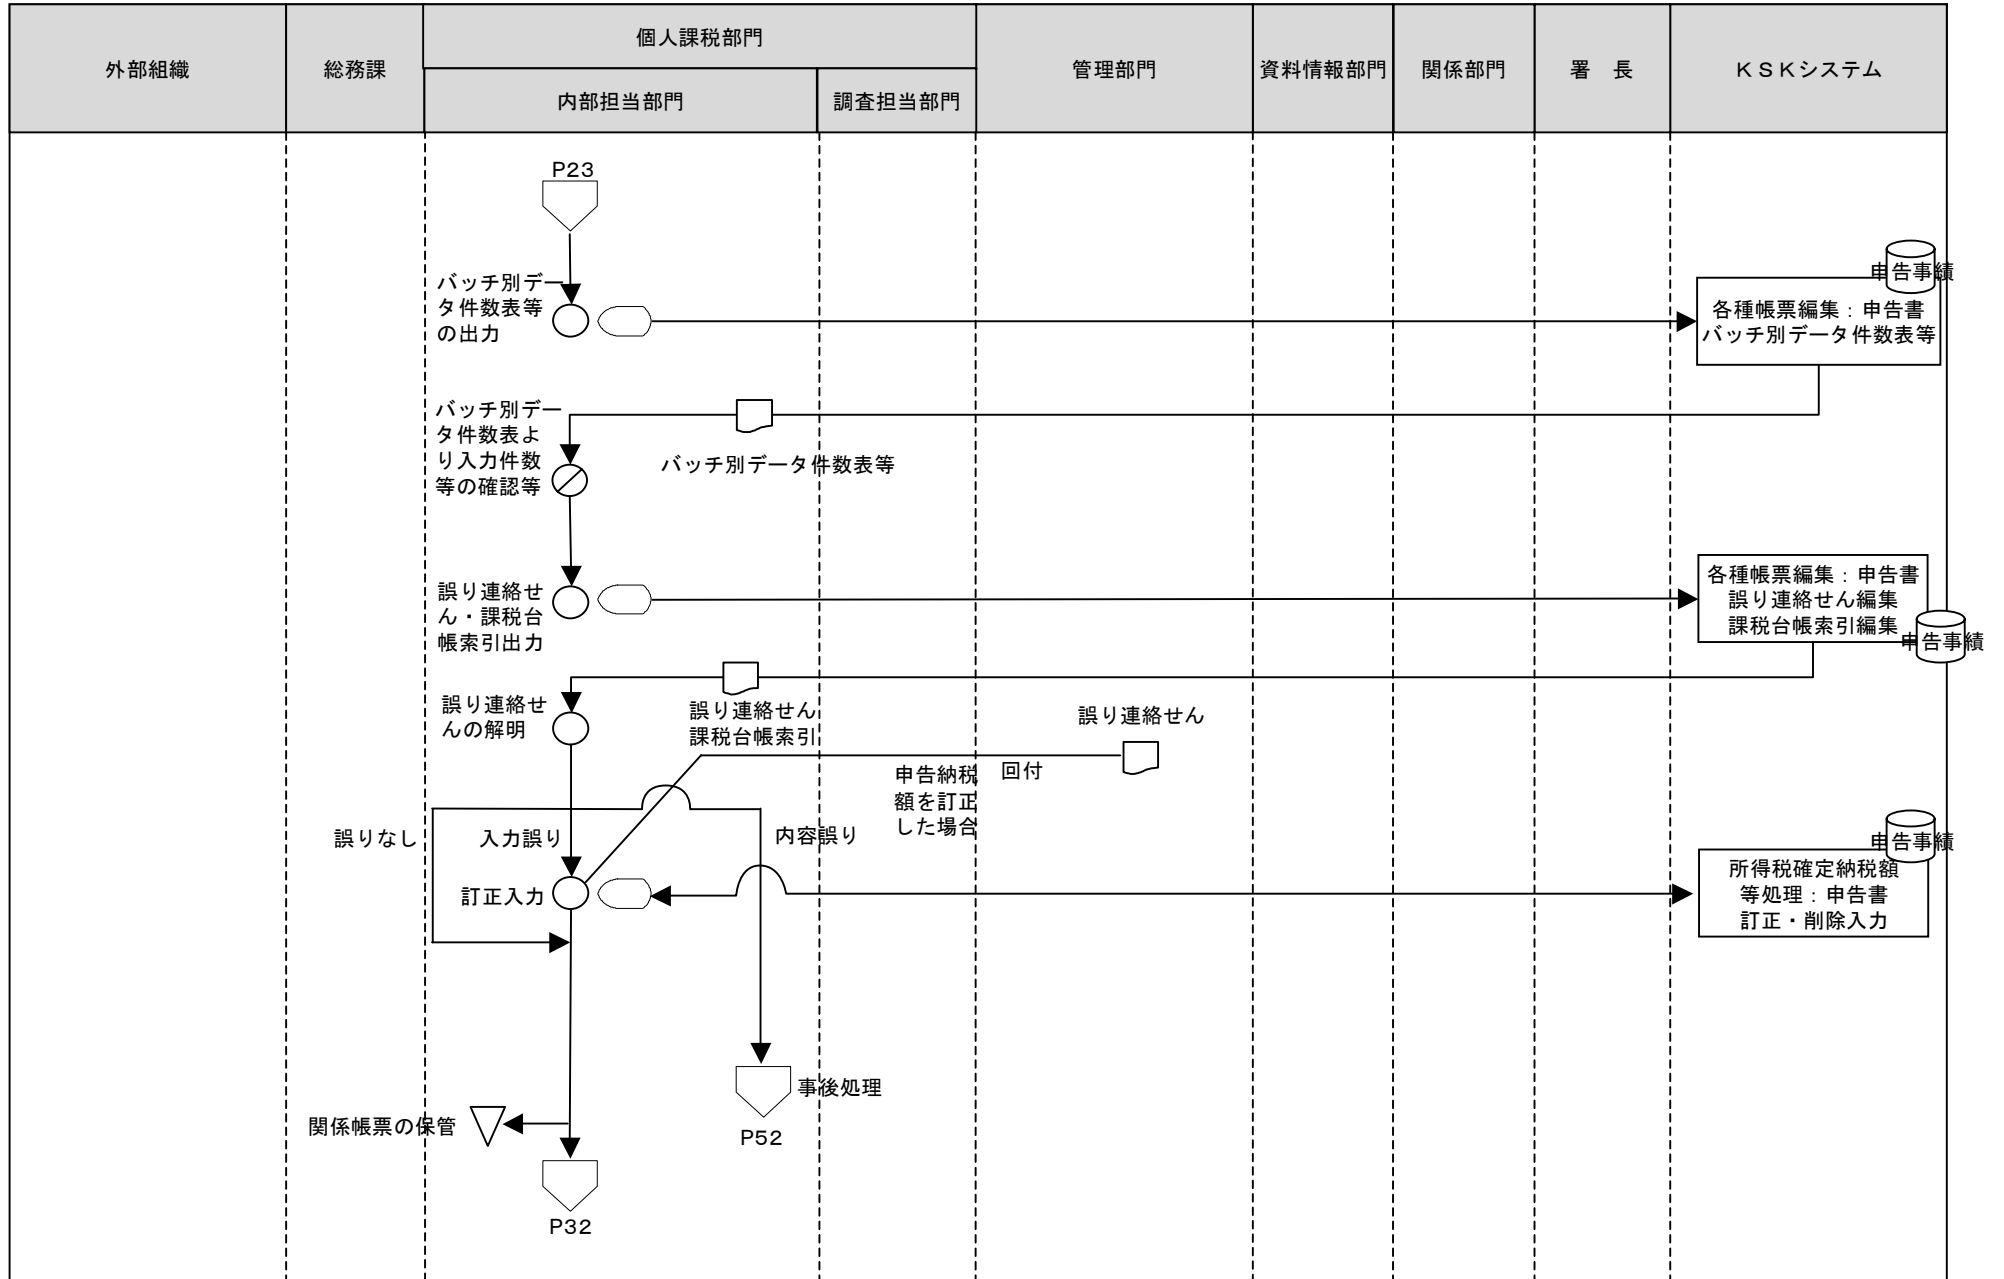 外部組織
総務課
個人課税部門
内部担当部門
調査担当部門
管理部門
資料情報部門
関係部門
署　長
ＫＳＫシステム
P23
バッチ別デー
タ件数表等
の出力
申告事績
各種帳票編集：申告書
バッチ別データ件数表等
バッチ別デー
タ件数表よ
り入力件数
等の確認等
バッチ別データ件数表等
誤り連絡せ
ん・課税台
帳索引出力
各種帳票編集：申告書
誤り連絡せん編集
課税台帳索引編集
申告事績
誤り連絡せ
んの解明
誤り連絡せん
課税台帳索引
誤り連絡せん
申告納税
額を訂正
した場合
回付
誤りなし
入力誤り
内容誤り
訂正入力
申告事績
所得税確定納税額
等処理：申告書
訂正・削除入力
事後処理
P52
関係帳票の保管
P32